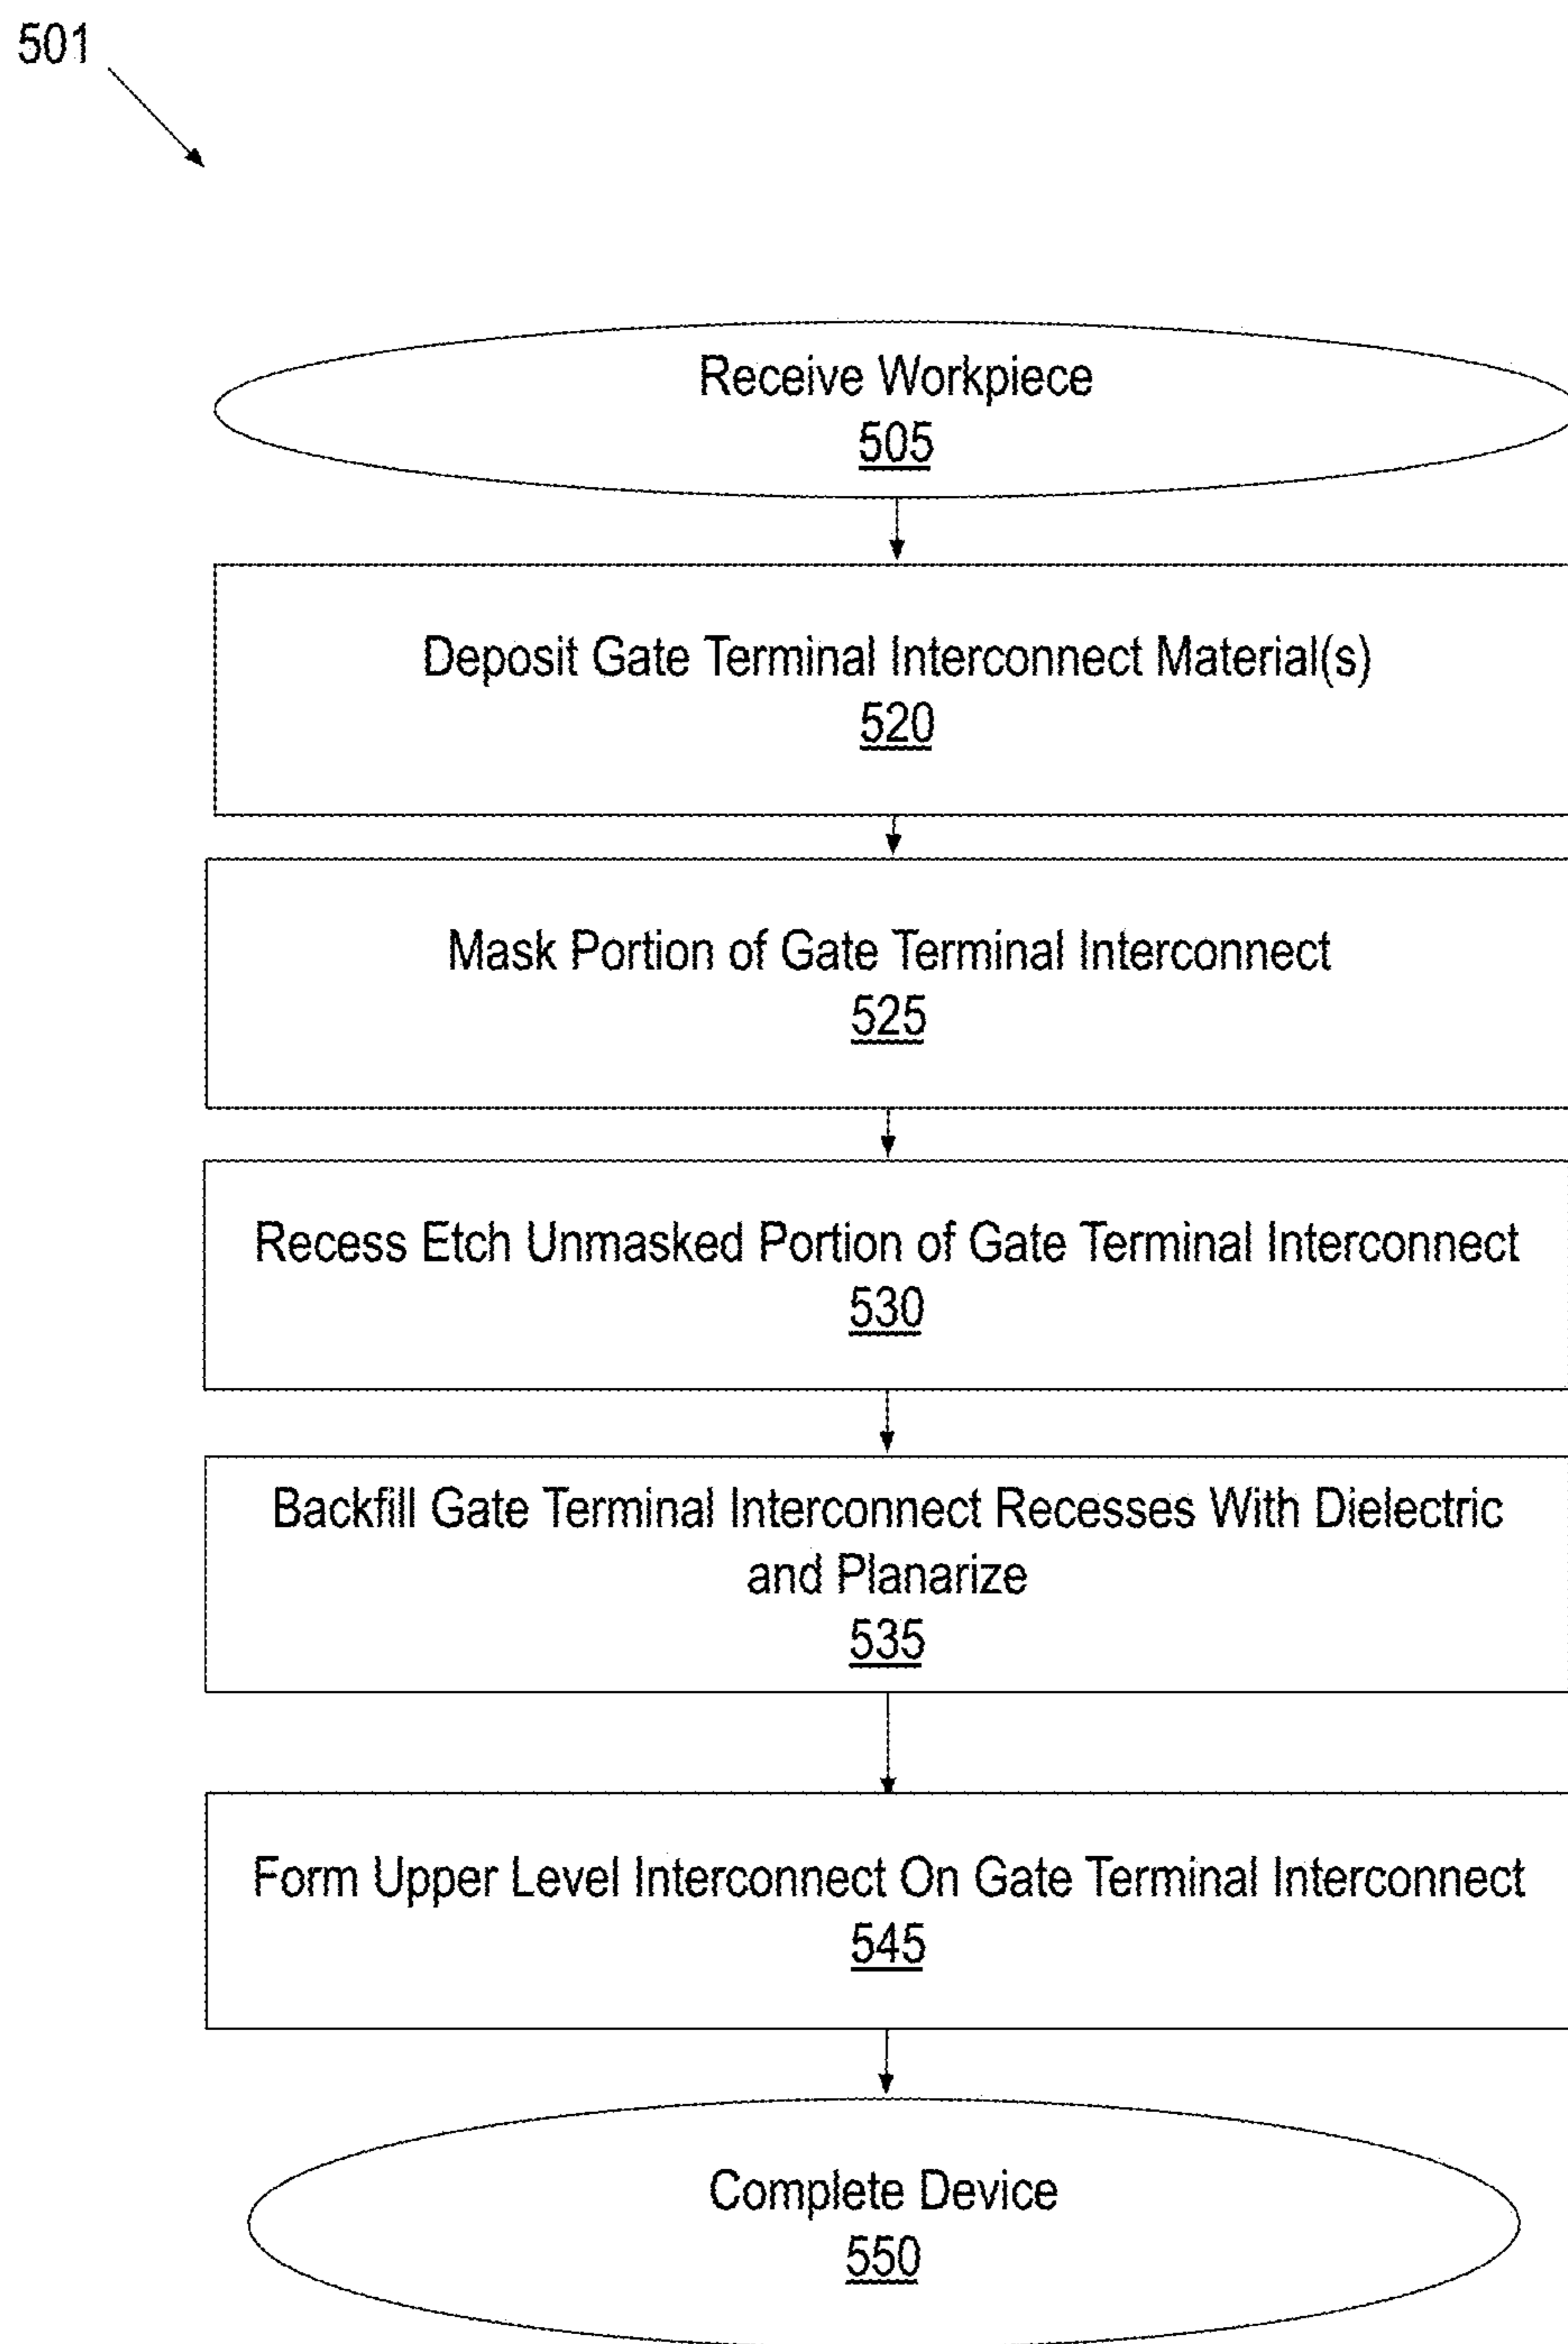 501
Receive Workpiece
505
Deposit Gate Terminal Interconnect Material(s)
520
Mask Portion of Gate Terminal Interconnect
525
Recess Etch Unmasked Portion of Gate Terminal Interconnect
530
Backfill Gate Terminal Interconnect Recesses With Dielectric
and Planarize
535
Form Upper Level Interconnect On Gate Terminal Interconnect
545
Complete Device
550